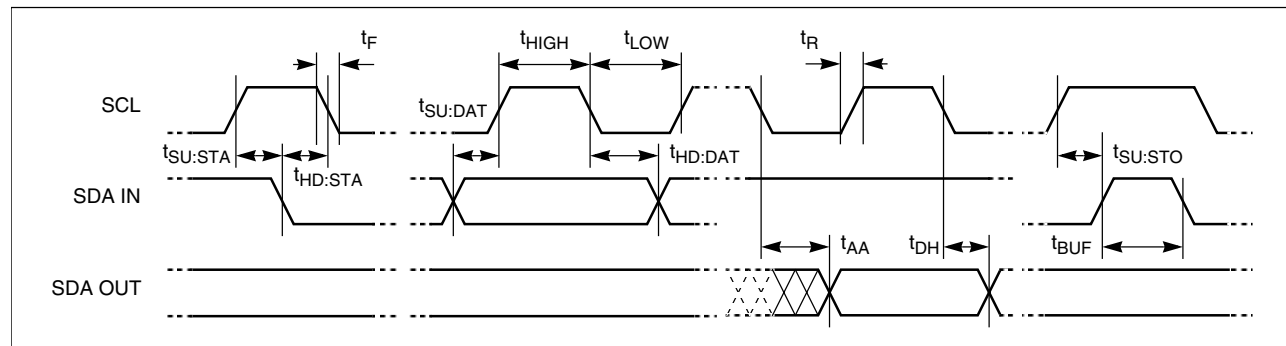 tF
tHIGH
tLOW
tR
SCL
tSU:DAT
tSU:STA
tHD:STA
tHD:DAT
tSU:STO
SDA IN
tAA
tDH
tBUF
SDA OUT